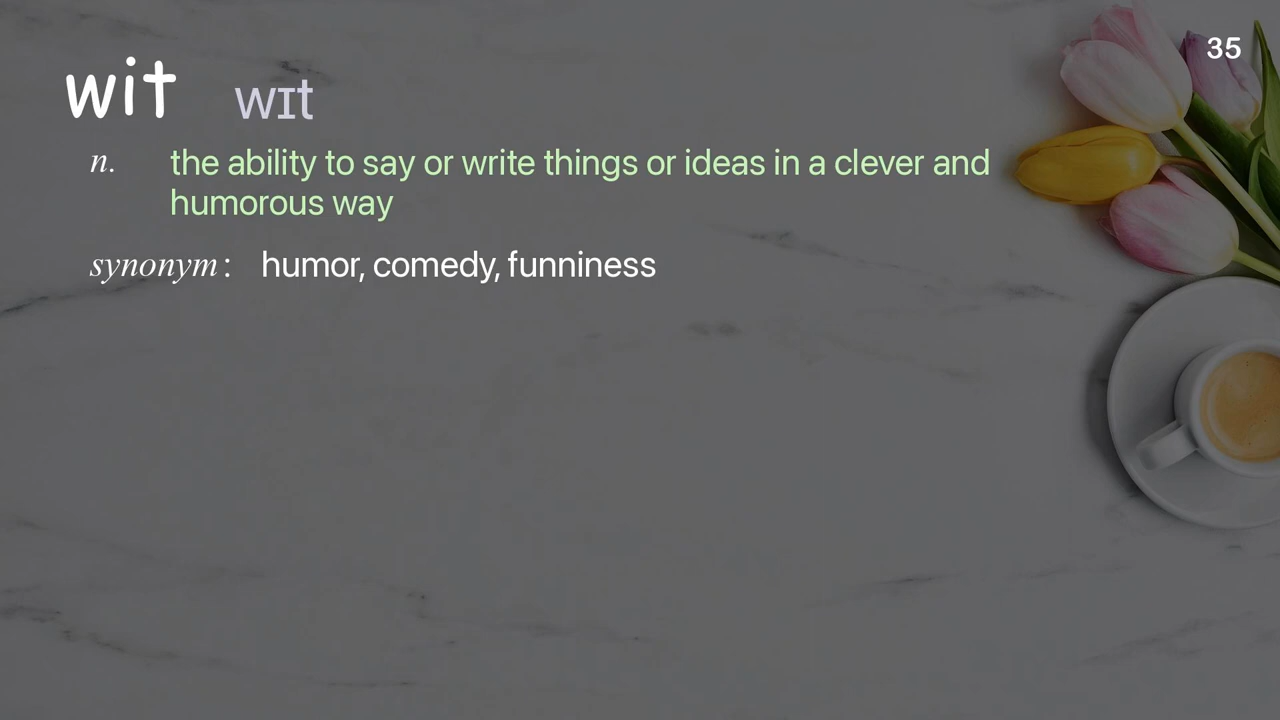 35
wit wɪt
n. the ability to say or write things or ideas in a clever and
humorous way
synonym : humor, comedy, funniness